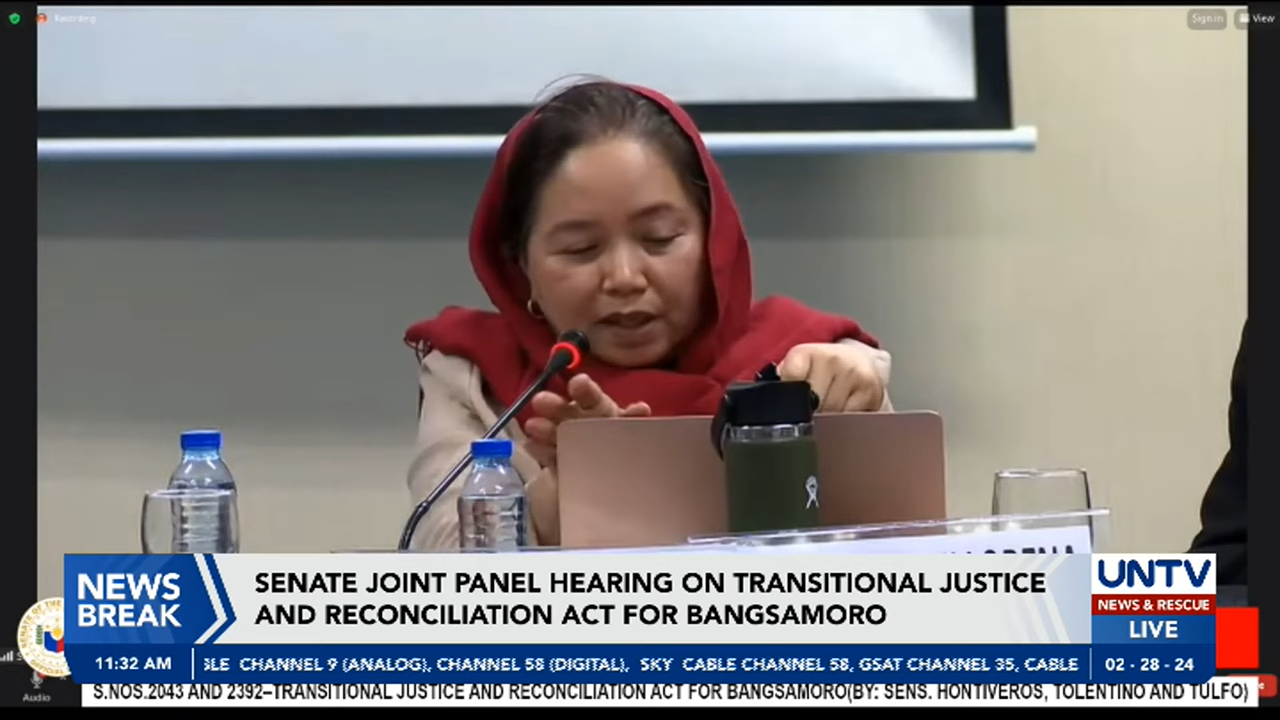 Recording
Sign in
View
NEWS
BREAK
SENATE JOINT PANEL HEARING ON TRANSITIONAL JUSTICE
AND RECONCILIATION ACT FOR BANGSAMORO
UNTV
NEWS & RESCUE
LIVE
11:32 AM
CHANNEL 9 (ANALOG), CHANNEL 58 (DIGITAL), SKY CABLE CHANNEL 58, GSAT CHANNEL 35, CABLE
02 - 28 - 24
Audio
S.NOS.2043 AND 2392–TRANSITIONAL JUSTICE AND RECONCILIATION ACT FOR BANGSAMORO(BY: SENS. HONTIVEROS, TOLENTINO AND TULFO)